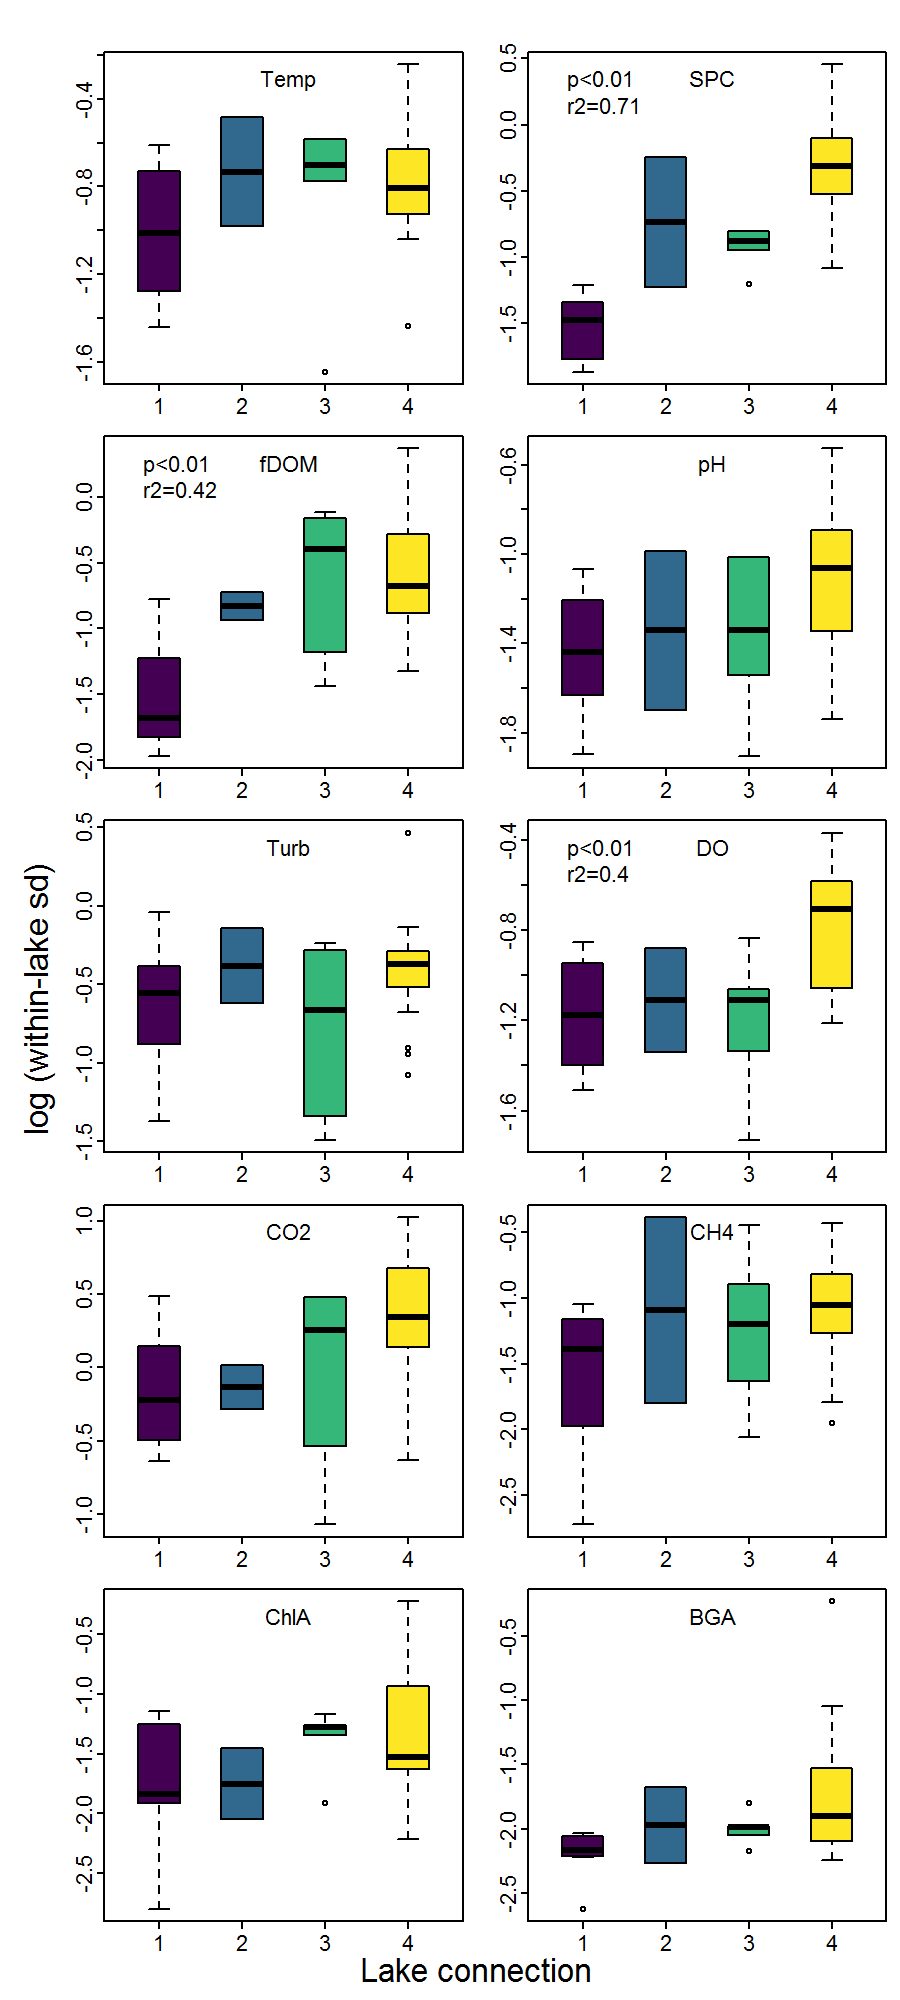 Temp
-0.4
-0.8
-1.2
-1.6
1 2 3 4
p<0.01 SPC
r2=0.71
0.5
0.0
-0.5
-1.0
-1.5
1 2 3 4
p<0.01 fDOM
r2=0.42
0.0
-0.5
-1.0
-1.5
-2.0
1 2 3 4
pH
-0.6
-1.0
-1.4
-1.8
1 2 3 4
log (within-lake sd)
Turb
0.5
0.0
-0.5
-1.0
-1.5
1 2 3 4
p<0.01 DO
r2=0.4
-0.4
-0.8
-1.2
-1.6
1 2 3 4
CO2
1.0
0.5
0.0
-0.5
-1.0
1 2 3 4
CH4
-0.5
-1.0
-1.5
-2.0
-2.5
1 2 3 4
ChlA
-0.5
-1.0
-1.5
-2.0
-2.5
1 2 3 4
BGA
-0.5
-1.0
-1.5
-2.0
-2.5
1 2 3 4
Lake connection